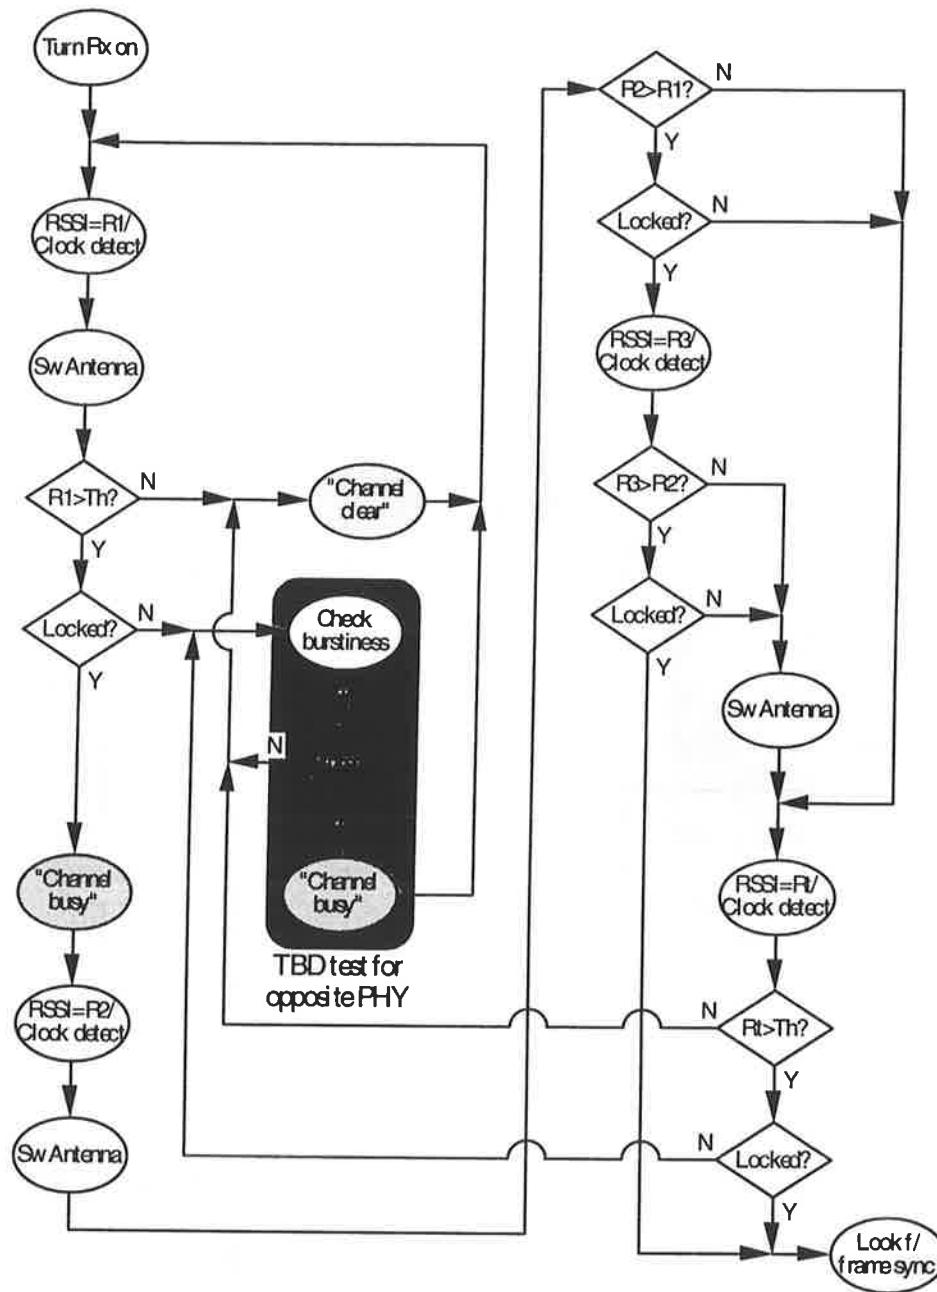 Turn Rx on
RSSI=R1/
Clock detect
Sw Antenna
R1>Th?
N
Y
"Channel
clear"
Locked?
N
Y
Check
burstiness
N
"Channel
busy"
TBD test for
opposite PHY
"Channel
busy"
RSSI=R2/
Clock detect
Sw Antenna
R2>R1?
N
Y
Locked?
N
Y
RSSI=R3/
Clock detect
R3>R2?
N
Y
Locked?
N
Y
Sw Antenna
RSSI=Rt/
Clock detect
Rt>Th?
N
Y
Locked?
N
Y
Look f/
frame sync